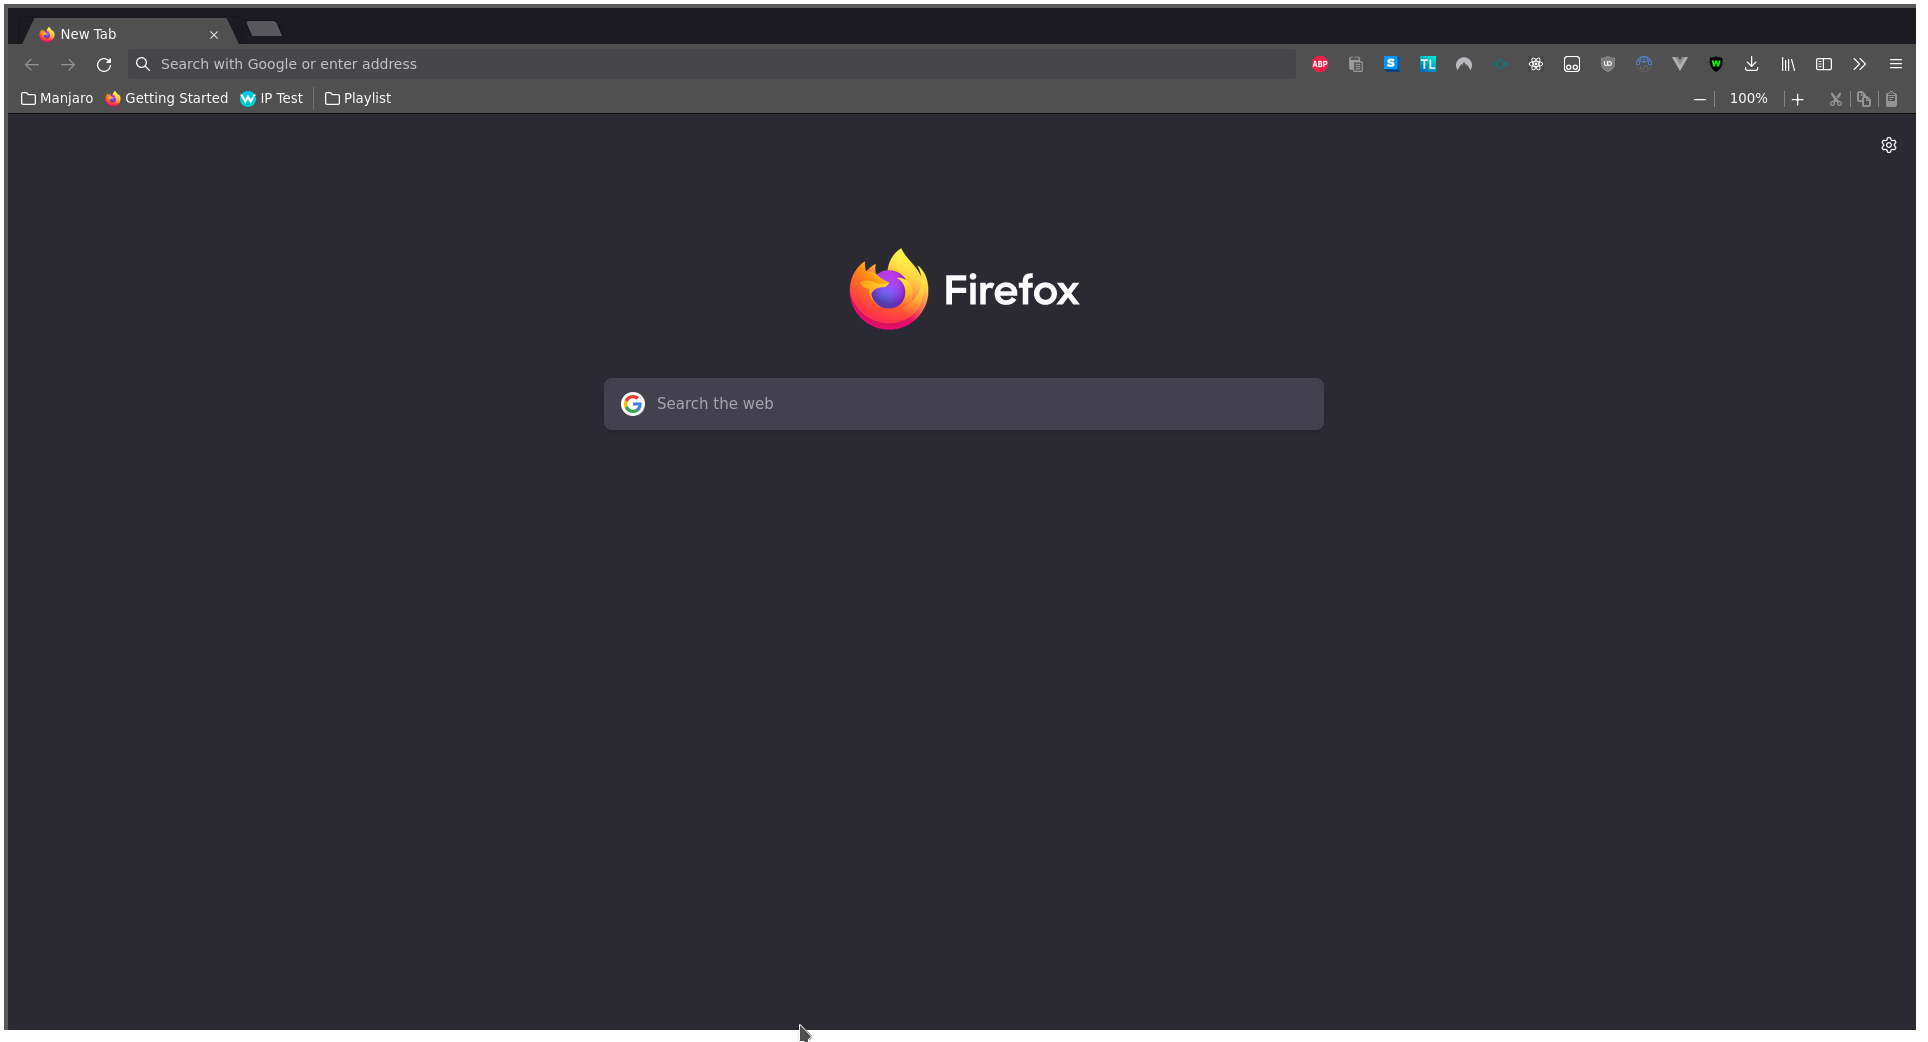 New Tab
Search with Google or enter address
ABP
S
TL
UD
W
Manjaro
Getting Started
IP Test
Playlist
100%
Firefox
Search the web